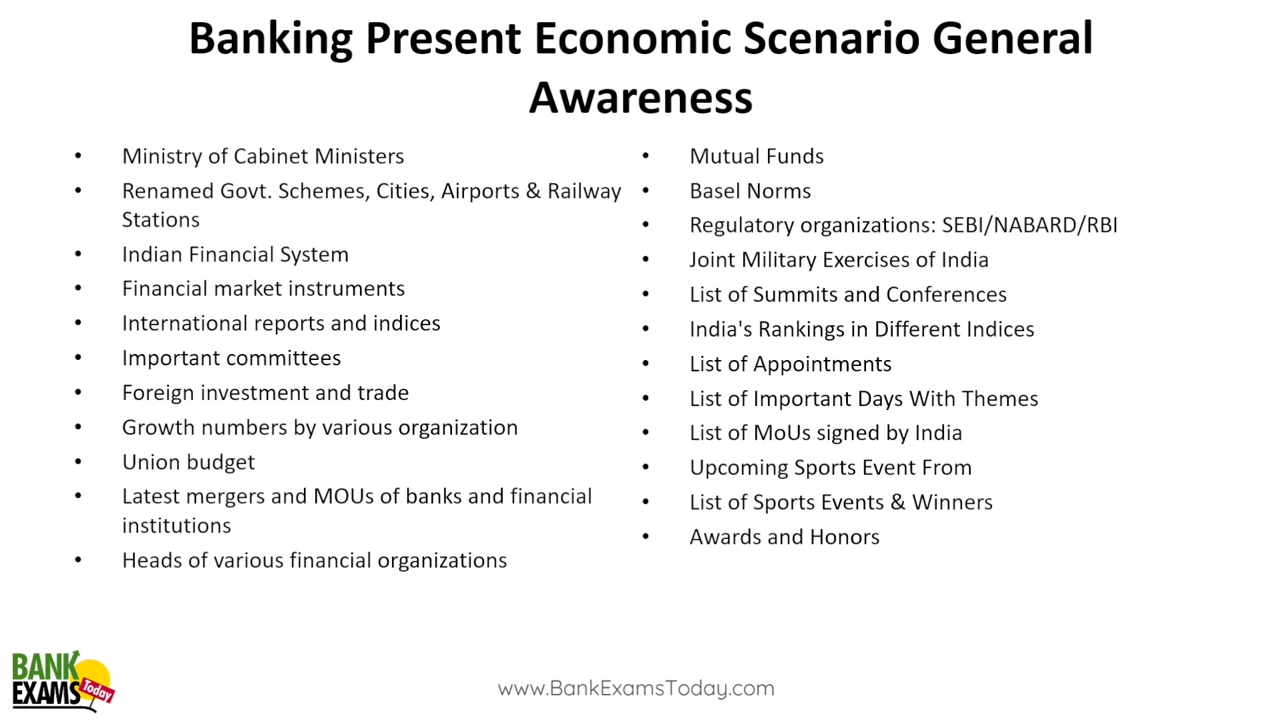 Banking Present Economic Scenario General
Awareness
• Ministry of Cabinet Ministers
• Renamed Govt. Schemes, Cities, Airports & Railway
Stations
• Indian Financial System
• Financial market instruments
• International reports and indices
• Important committees
• Foreign investment and trade
• Growth numbers by various organization
• Union budget
• Latest mergers and MOUs of banks and financial
institutions
• Heads of various financial organizations
• Mutual Funds
• Basel Norms
• Regulatory organizations: SEBI/NABARD/RBI
• Joint Military Exercises of India
• List of Summits and Conferences
• India's Rankings in Different Indices
• List of Appointments
• List of Important Days With Themes
• List of MoUs signed by India
• Upcoming Sports Event From
• List of Sports Events & Winners
• Awards and Honors
BANK
EXAMS
Today
www.BankExamsToday.com